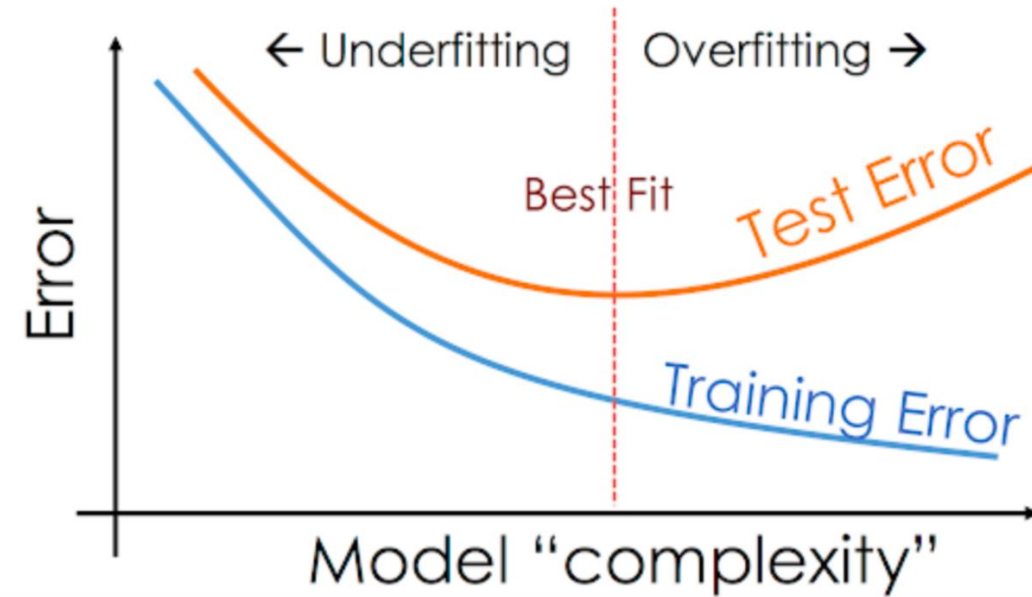 ← Underfitting
Overfitting →
Best Fit
Test Error
Error
Training Error
Model “complexity”